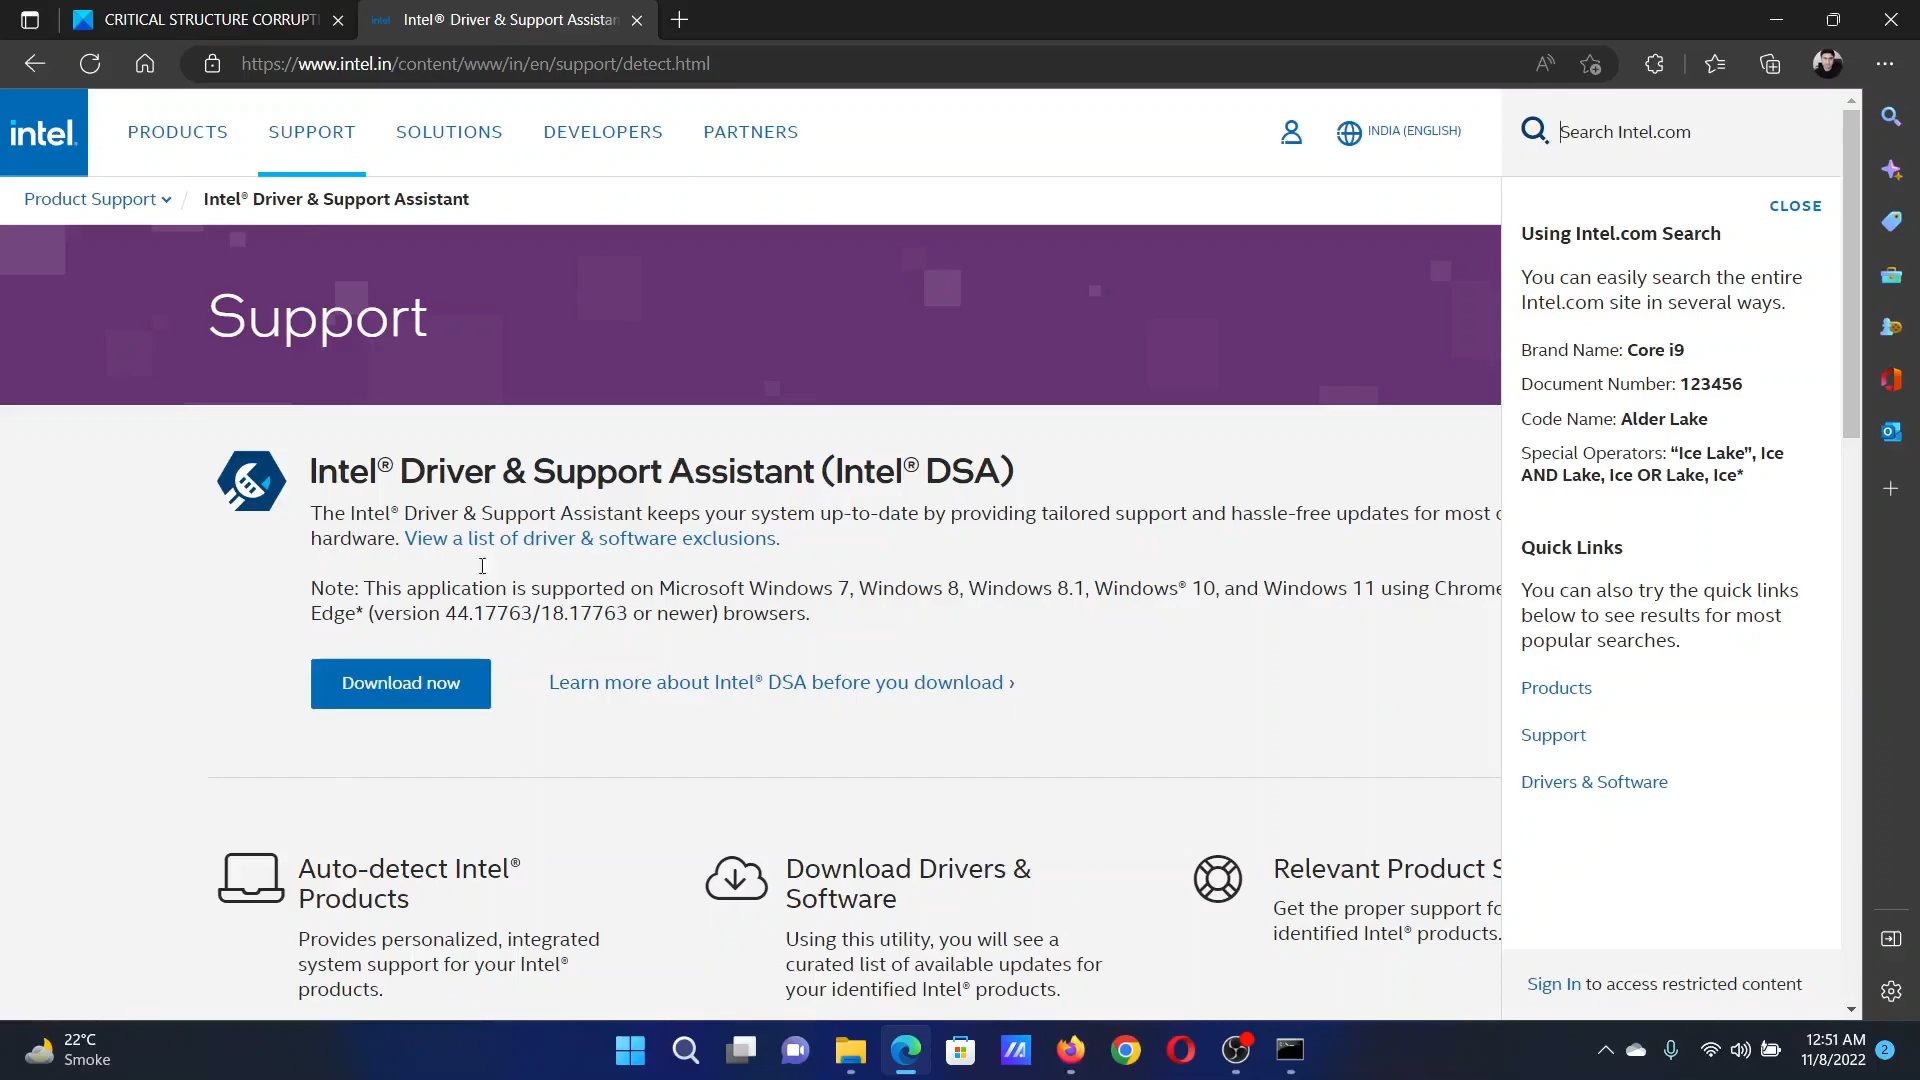 CRITICAL STRUCTURE CORRUPT
intel
Intel® Driver & Support Assistan
https://www.intel.in/content/www/in/en/support/detect.html
intel.
PRODUCTS
SUPPORT
SOLUTIONS
DEVELOPERS
PARTNERS
INDIA (ENGLISH)
Search Intel.com
Product Support / Intel® Driver & Support Assistant
CLOSE
Using Intel.com Search
You can easily search the entire
Intel.com site in several ways.
Brand Name: Core i9
Document Number: 123456
Code Name: Alder Lake
Special Operators: “Ice Lake”, Ice
AND Lake, Ice OR Lake, Ice*
Quick Links
You can also try the quick links
below to see results for most
popular searches.
Products
Support
Drivers & Software
Sign In to access restricted content
Support
Intel® Driver & Support Assistant (Intel® DSA)
The Intel® Driver & Support Assistant keeps your system up-to-date by providing tailored support and hassle-free updates for most
hardware. View a list of driver & software exclusions.
Note: This application is supported on Microsoft Windows 7, Windows 8, Windows 8.1, Windows® 10, and Windows 11 using Chrome
Edge* (version 44.17763/18.17763 or newer) browsers.
Download now
Learn more about Intel® DSA before you download ›
Auto-detect Intel®
Products
Provides personalized, integrated
system support for your Intel®
products.
Download Drivers &
Software
Using this utility, you will see a
curated list of available updates for
your identified Intel® products.
Relevant Product S
Get the proper support fo
identified Intel® products.
22°C
Smoke
12:51 AM
11/8/2022
2